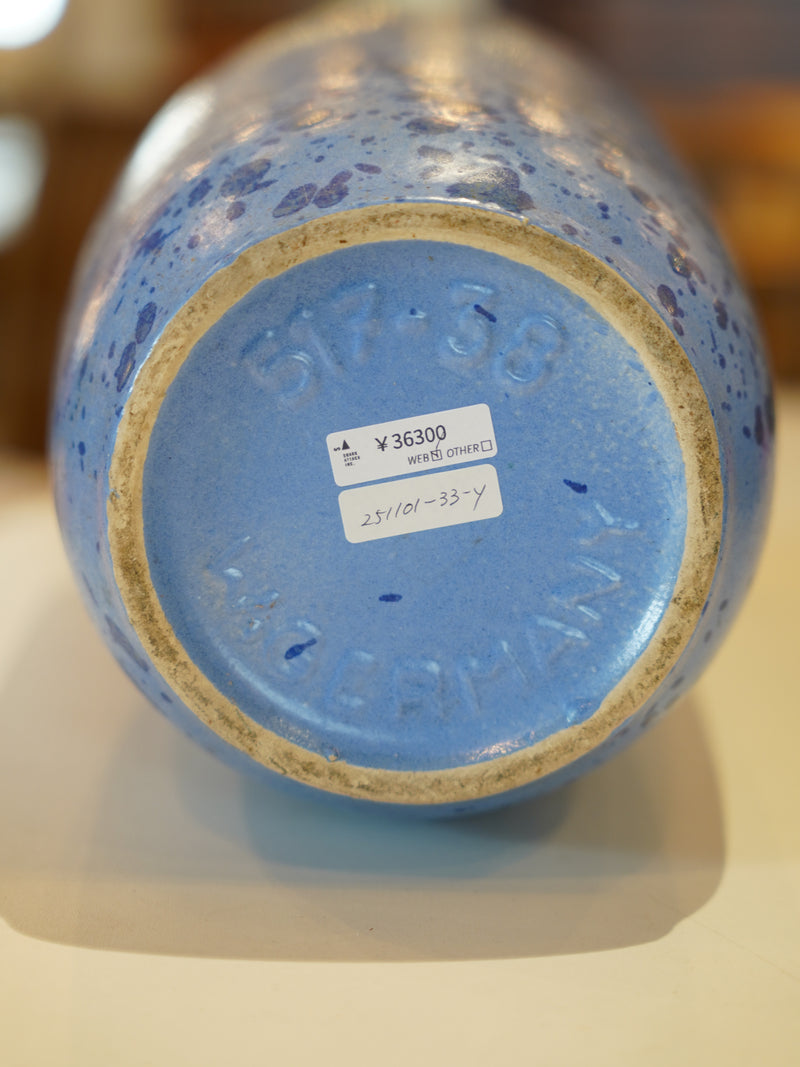 517-38
¥36300
WEB OTHER
251101-33-Y
W. GERMANY